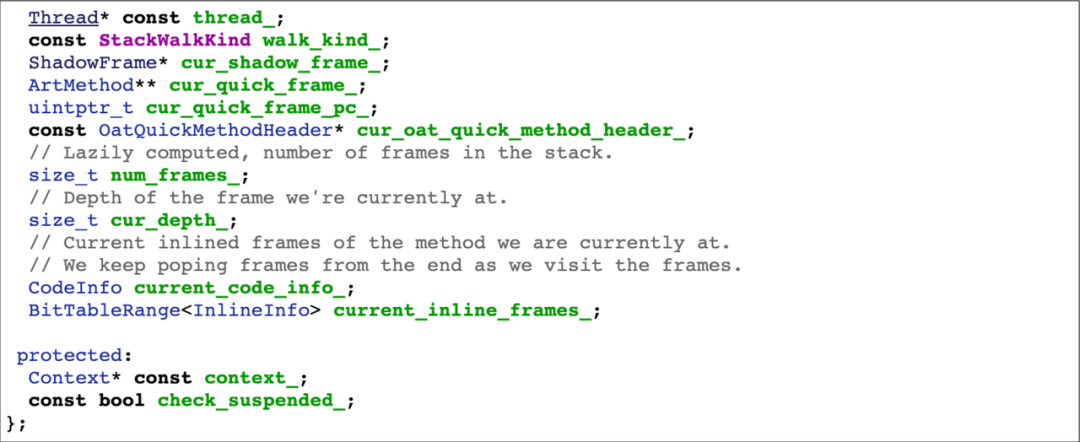 Thread* const thread_;
const StackWalkKind walk_kind_;
ShadowFrame* cur_shadow_frame_;
ArtMethod** cur_quick_frame_;
uintptr_t cur_quick_frame_pc_;
const OatQuickMethodHeader* cur_oat_quick_method_header_;
// Lazily computed, number of frames in the stack.
size_t num_frames_;
// Depth of the frame we're currently at.
size_t cur_depth_;
// Current inlined frames of the method we are currently at.
// We keep poping frames from the end as we visit the frames.
CodeInfo current_code_info_;
BitTableRange<InlineInfo> current_inline_frames_;
protected:
Context* const context_;
const bool check_suspended_;
};